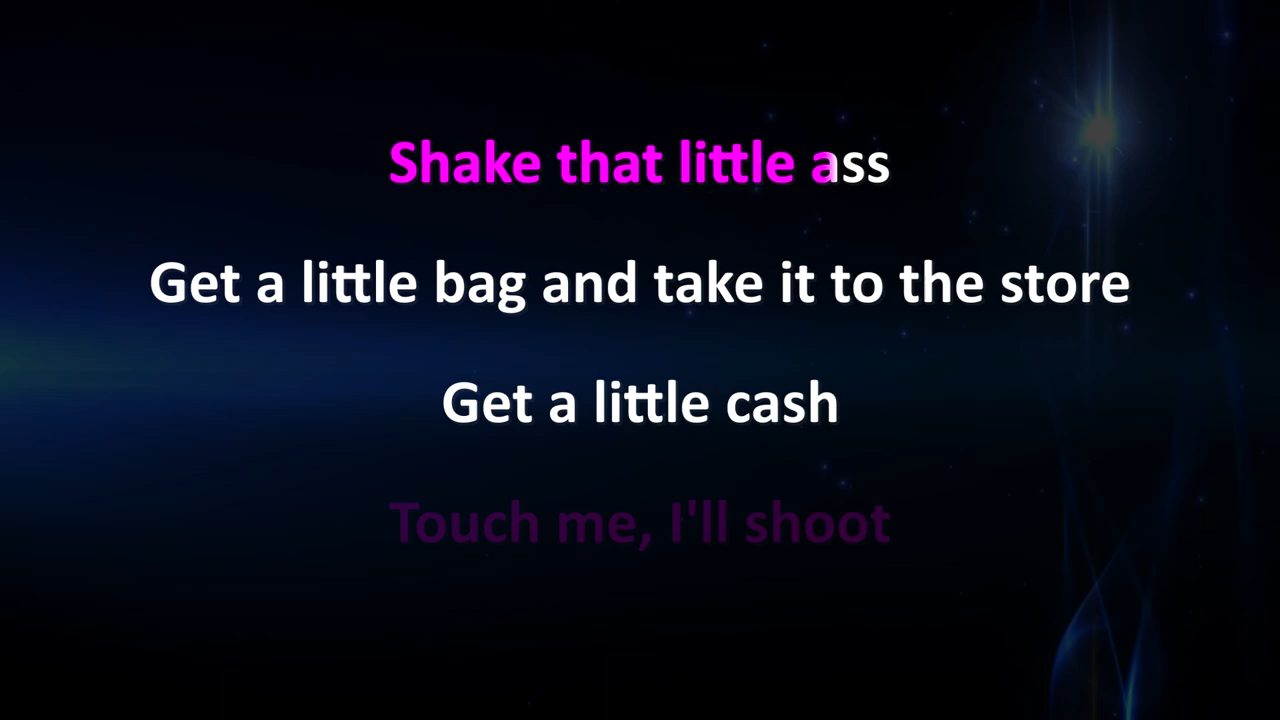 Shake that little ass
Get a little bag and take it to the store
Get a little cash
Touch me, I'll shoot